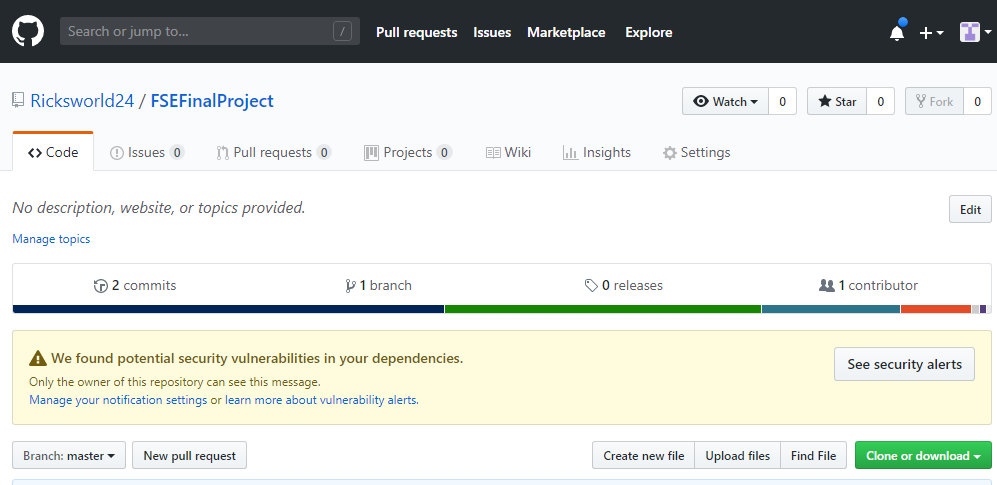 Search or jump to... / Pull requests Issues Marketplace Explore
Ricksworld24 / FSEFinalProject Watch 0 Star 0 Fork 0
Code Issues 0 Pull requests 0 Projects 0 Wiki Insights Settings
No description, website, or topics provided. Edit
Manage topics
2 commits 1 branch 0 releases 1 contributor
We found potential security vulnerabilities in your dependencies. See security alerts
Only the owner of this repository can see this message.
Manage your notification settings or learn more about vulnerability alerts.
Branch: master New pull request Create new file Upload files Find File Clone or download